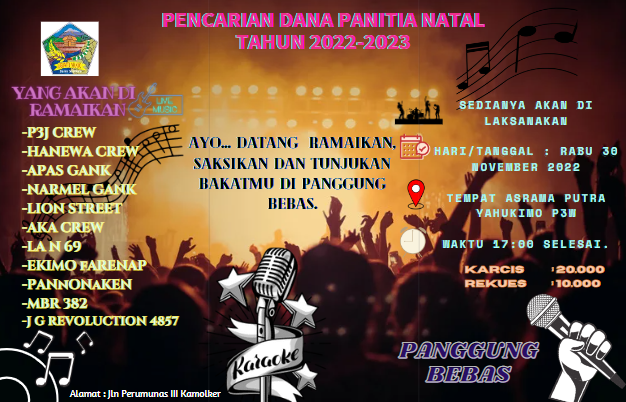 PENCARIAN DANA PANITIA NATAL
TAHUN 2022-2023
YANG AKAN DI
RAMAIKAN
LIVE
MUSIC
-P3J CREW
-HANEWA CREW
-APAS GANK
-NARMEL GANK
-LION STREET
-AKA CREW
-LA N 69
-EKIMO FARENAP
-PANNONAKEN
-MBR 382
-J G REVOLUCTION 4857
AYO... DATANG RAMAIKAN,
SAKSIKAN DAN TUNJUKAN
BAKATMU DI PANGGUNG
BEBAS.
SEDIANYA AKAN DI
LAKSANAKAN
HARI/TANGGAL : RABU 30
NOVEMBER 2022
TEMPAT ASRAMA PUTRA
YAHUKIMO P3W
WAKTU 17:00 SELESAI.
KARCIS :20.000
REKUES :10.000
Karaoke
PANGGUNG
BEBAS
Alamat : Jln Perumunas III Kamolker